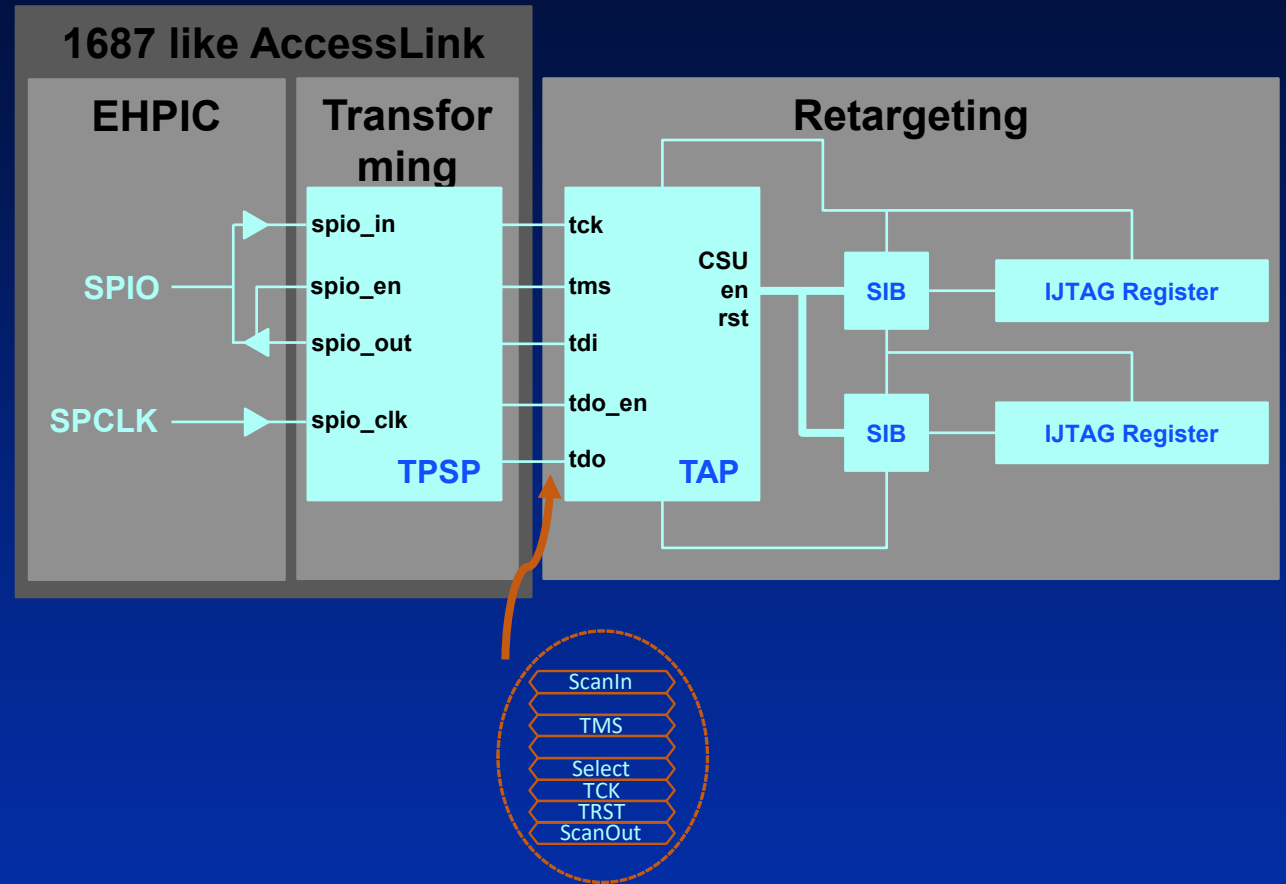 1687 like AccessLink
EHPIC
Transfor
ming
Retargeting
SPIO
SPCLK
spio_in
spio_en
spio_out
spio_clk
TPSP
tck
tms
tdi
tdo_en
tdo
CSU
en
rst
TAP
SIB
IJTAG Register
SIB
IJTAG Register
ScanIn
TMS
Select
TCK
TRST
ScanOut